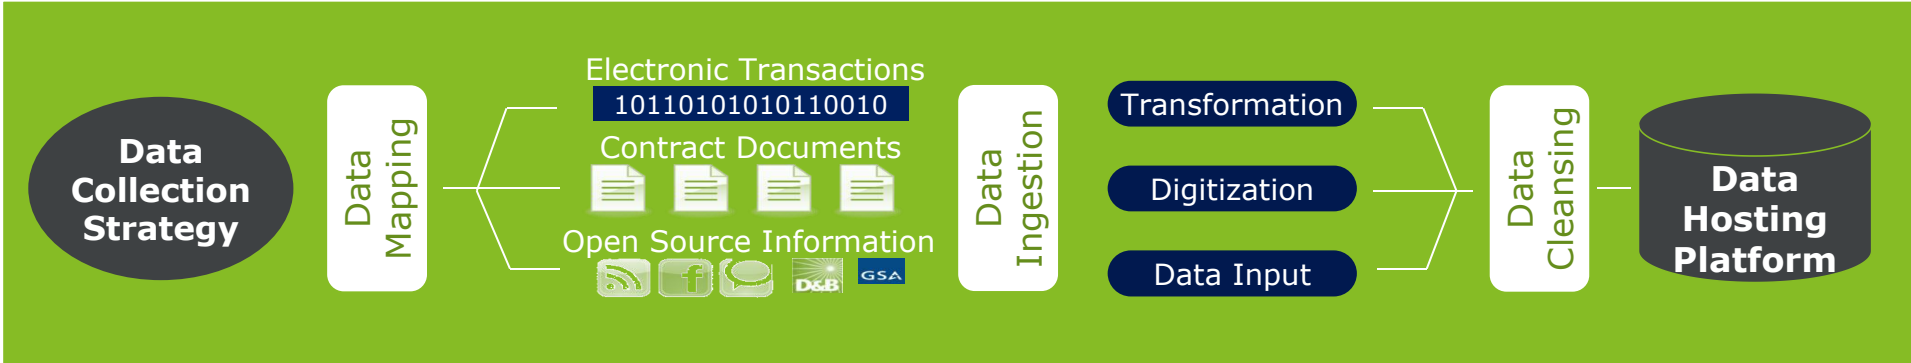 Data
Collection
Strategy
Data
Mapping
Electronic Transactions
10110101010110010
Contract Documents
Open Source Information
f
D&B
GSA
Data
Ingestion
Transformation
Digitization
Data Input
Data
Cleansing
Data
Hosting
Platform